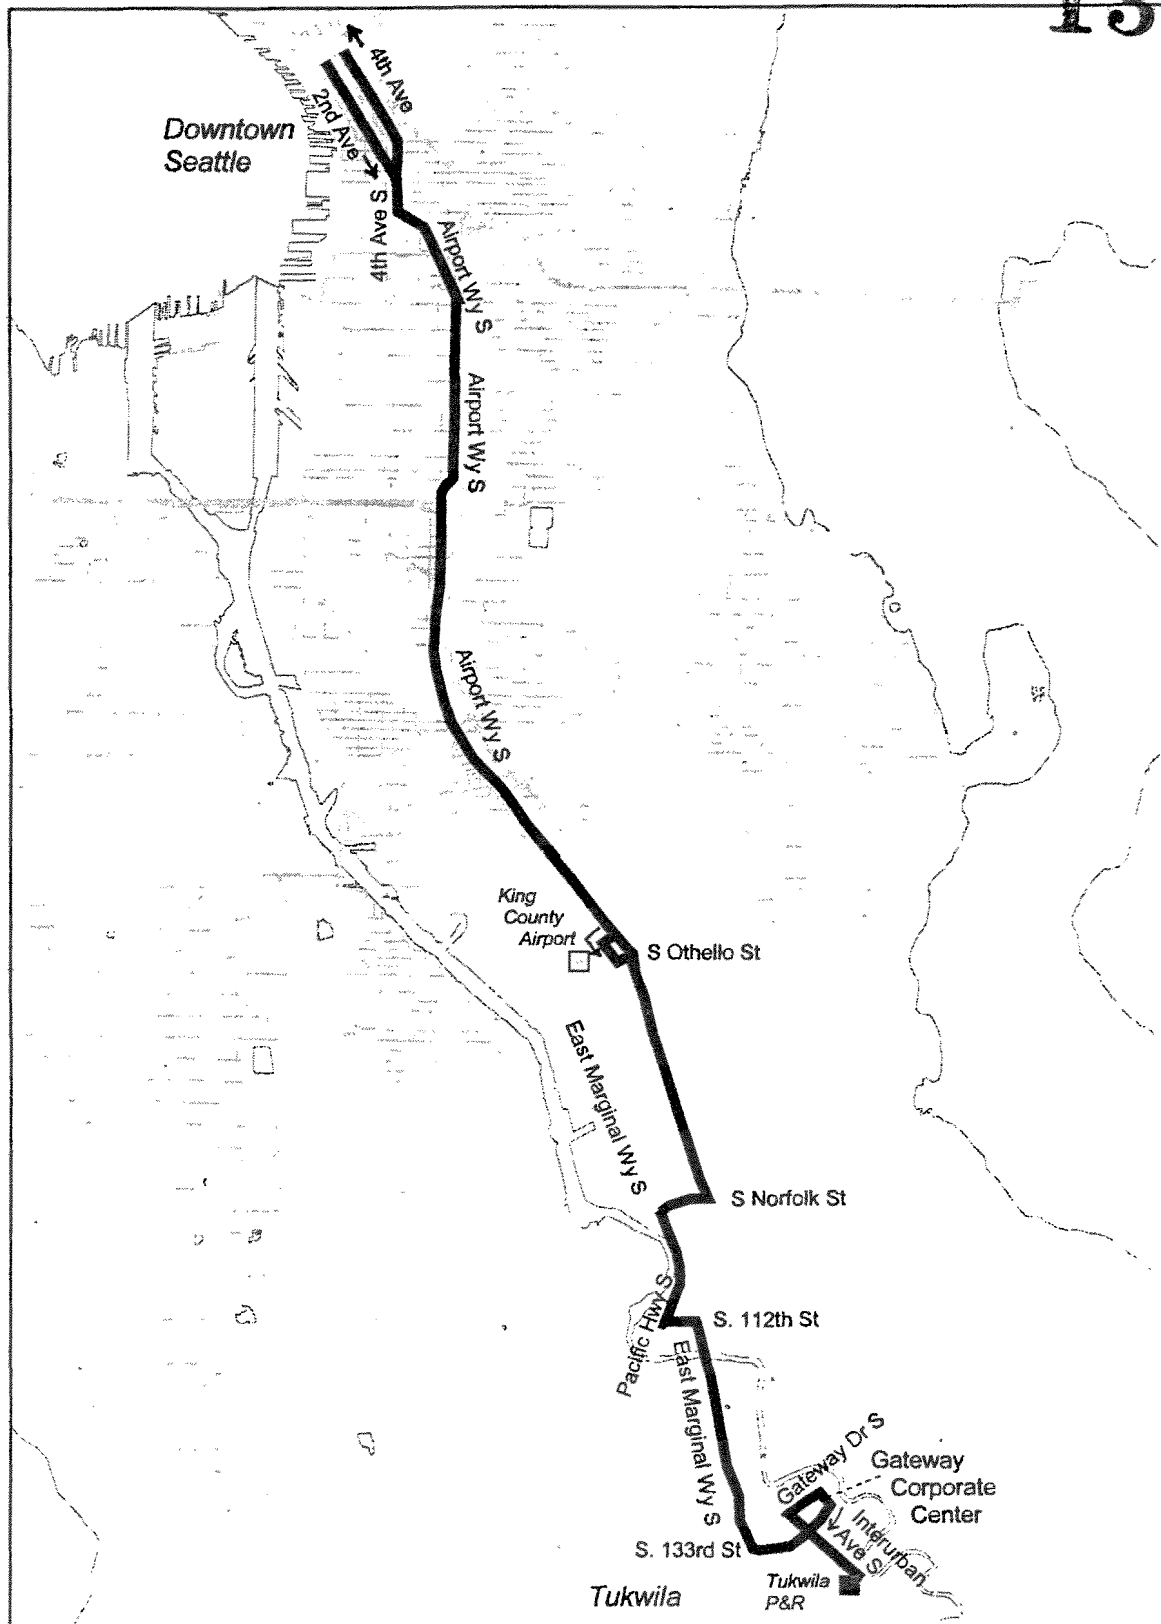 13
4th Ave
2nd Ave
Downtown
Seattle
4th Ave S
Airport Wy S
Airport Wy S
Airport Wy S
King
County
Airport
S Othello St
East Marginal Wy S
S Norfolk St
Pacific Hwy S
S. 112th St
East Marginal Wy S
Gateway Dr S
Gateway
Corporate
Center
Interurban
Ave S
S. 133rd St
Tukwila
P&R
Tukwila